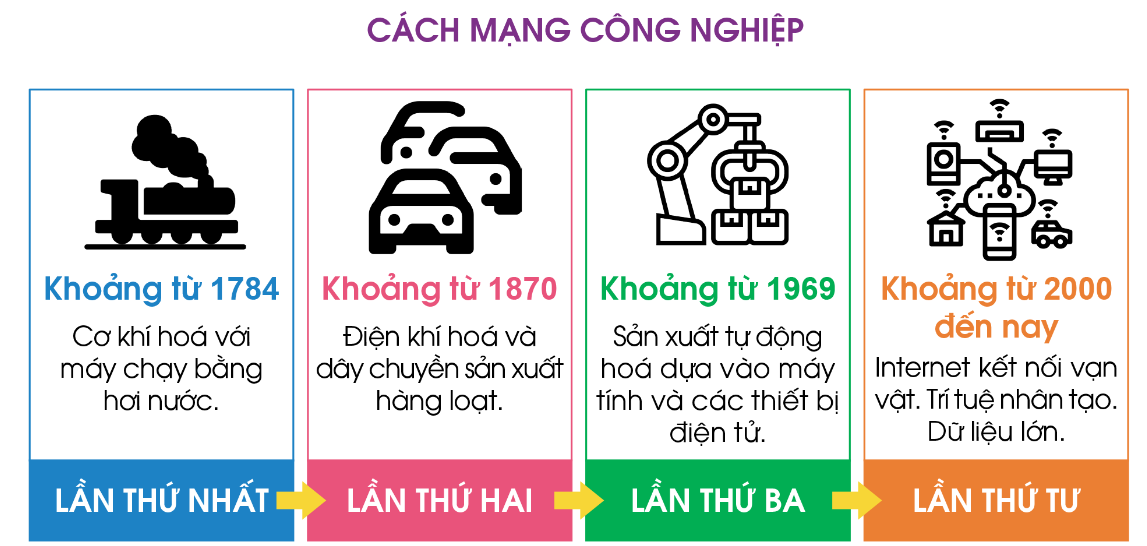 CÁCH MẠNG CÔNG NGHIỆP
Khoảng từ 1784
Cơ khí hoá với
máy chạy bằng
hơi nước.
LẦN THỨ NHẤT
Khoảng từ 1870
Điện khí hoá và
dây chuyền sản xuất
hàng loạt.
LẦN THỨ HAI
Khoảng từ 1969
Sản xuất tự động
hoá dựa vào máy
tính và các thiết bị
điện tử.
LẦN THỨ BA
Khoảng từ 2000
đến nay
Internet kết nối vạn
vật. Trí tuệ nhân tạo.
Dữ liệu lớn.
LẦN THỨ TƯ